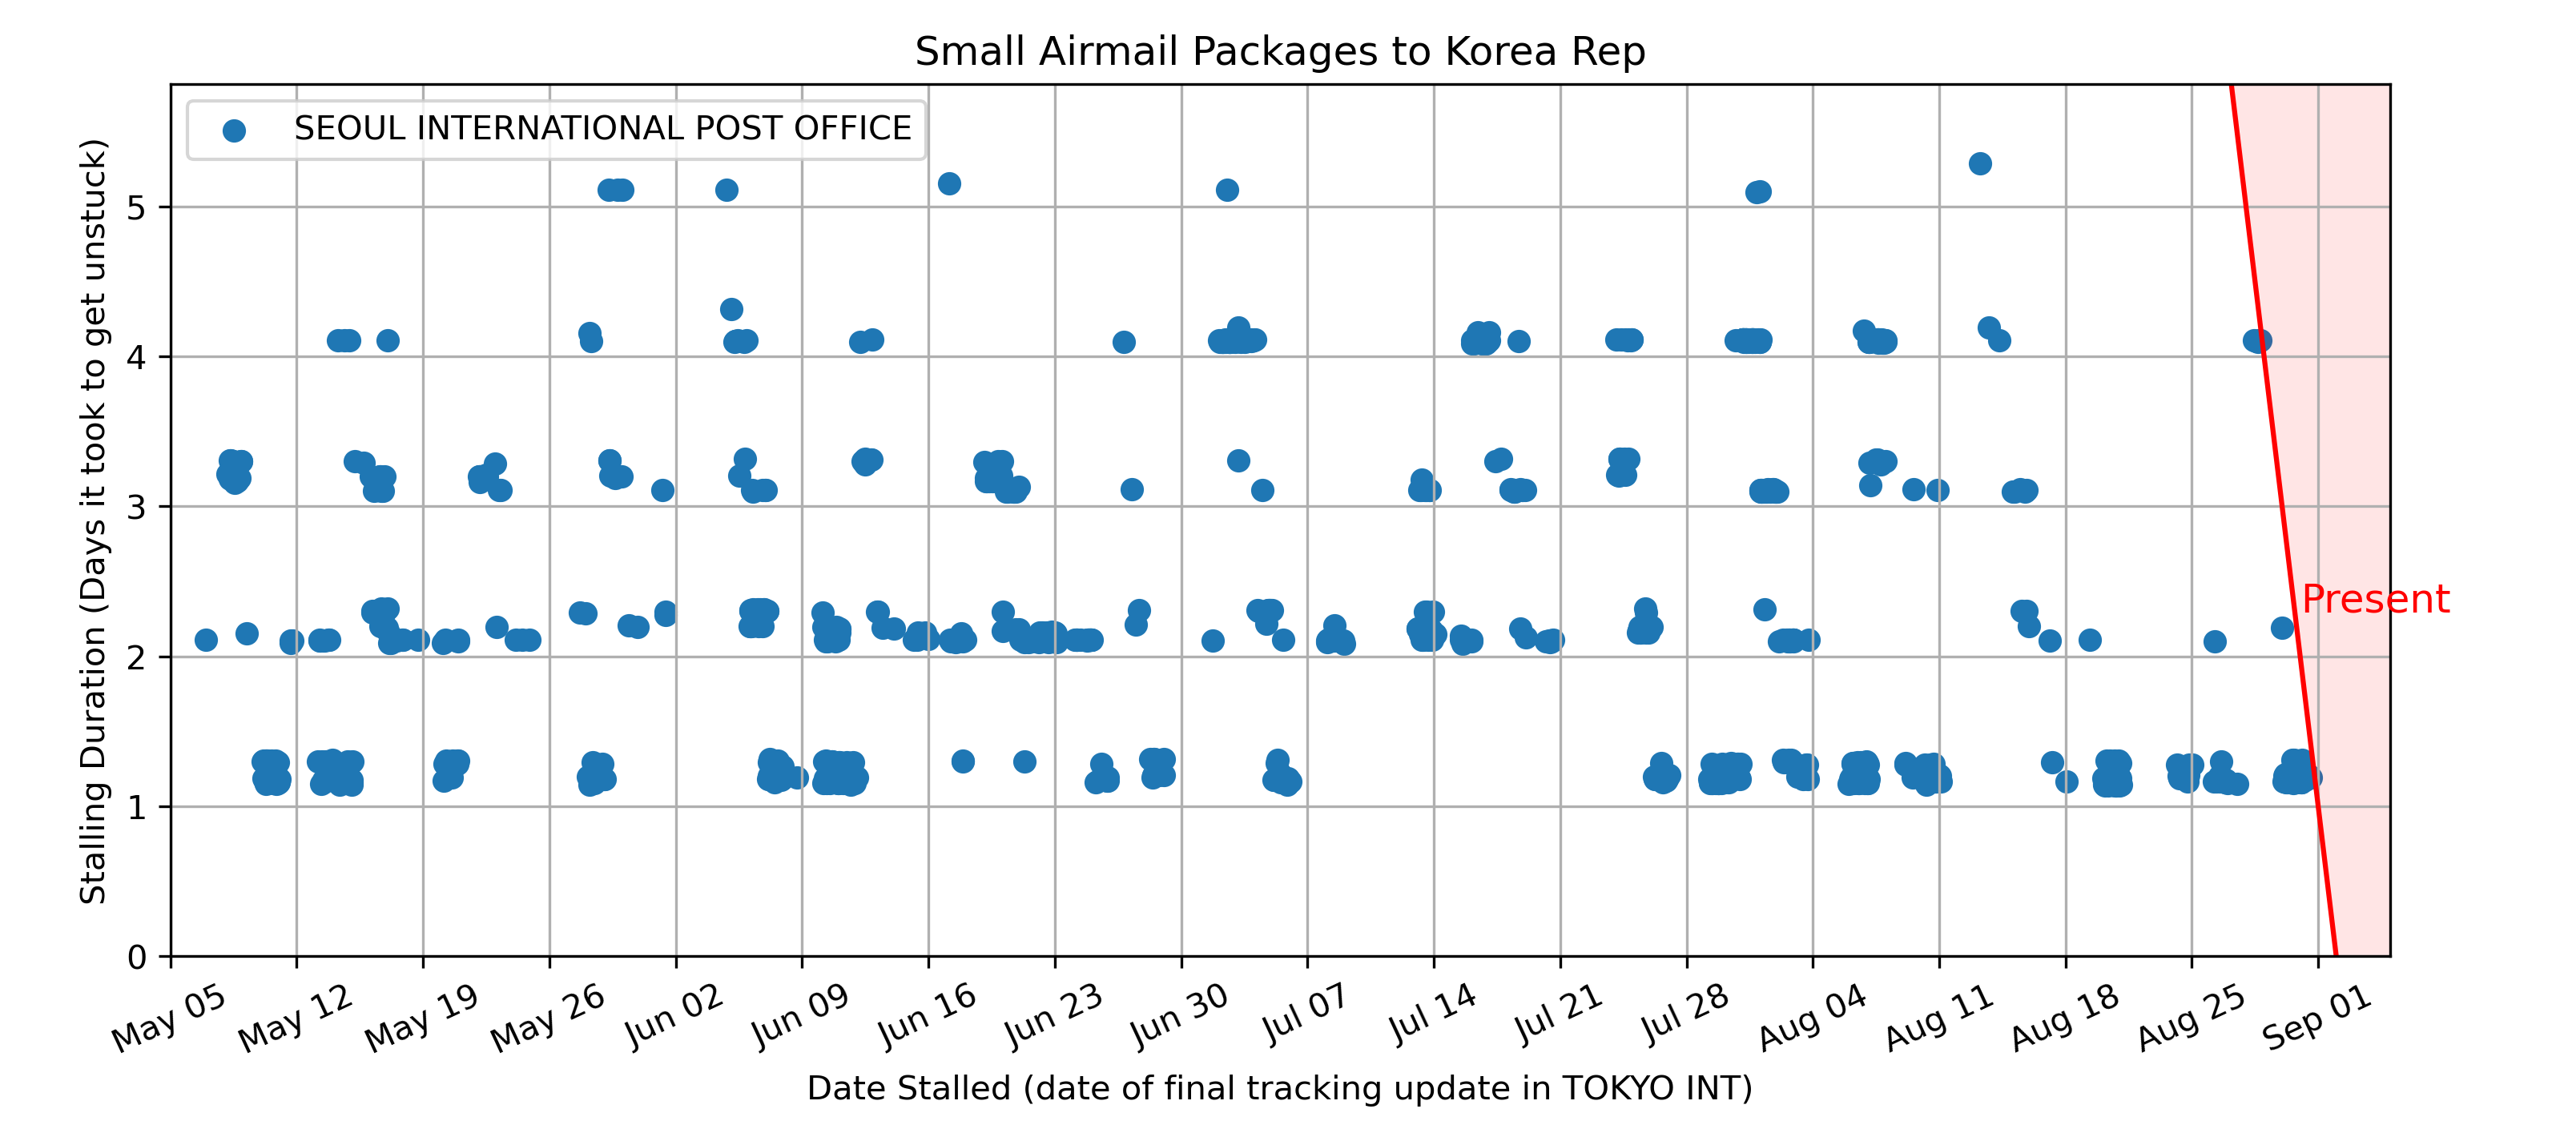 Small Airmail Packages to Korea Rep
SEOUL INTERNATIONAL POST OFFICE
Stalling Duration (Days it took to get unstuck)
5
4
3
2
1
0
Present
May 05
May 12
May 19
May 26
Jun 02
Jun 09
Jun 16
Jun 23
Jun 30
Jul 07
Jul 14
Jul 21
Jul 28
Aug 04
Aug 11
Aug 18
Aug 25
Sep 01
Date Stalled (date of final tracking update in TOKYO INT)